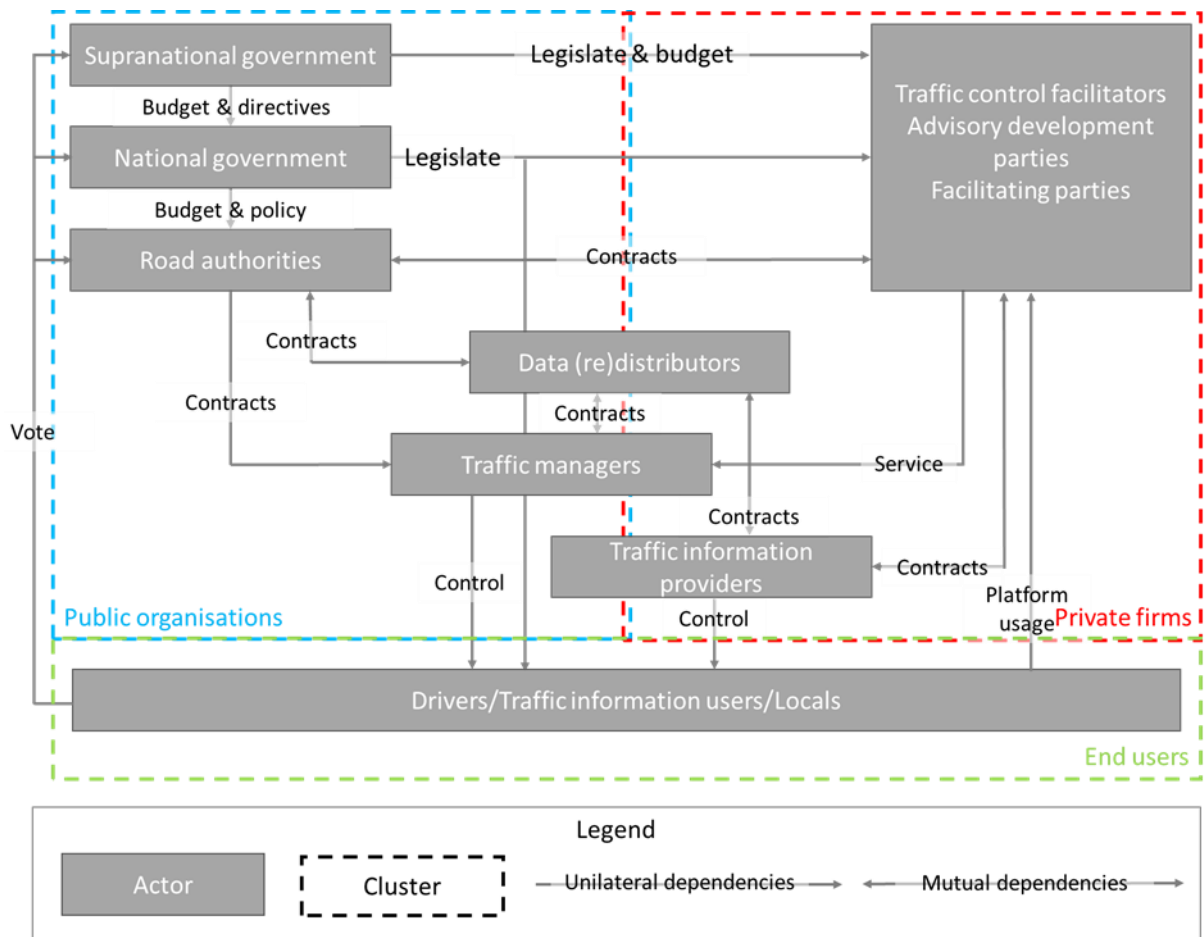 Supranational government
Legislate & budget
Traffic control facilitators
Advisory development
parties
Facilitating parties
Budget & directives
National government
Legislate
Budget & policy
Road authorities
Contracts
Contracts
Data (re)distributors
Contracts
Contracts
Vote
Traffic managers
Service
Contracts
Traffic information
providers
Contracts
Control
Control
Platform
usage
Public organisations
Private firms
Drivers/Traffic information users/Locals
End users
Legend
Actor
Cluster
Unilateral dependencies
Mutual dependencies